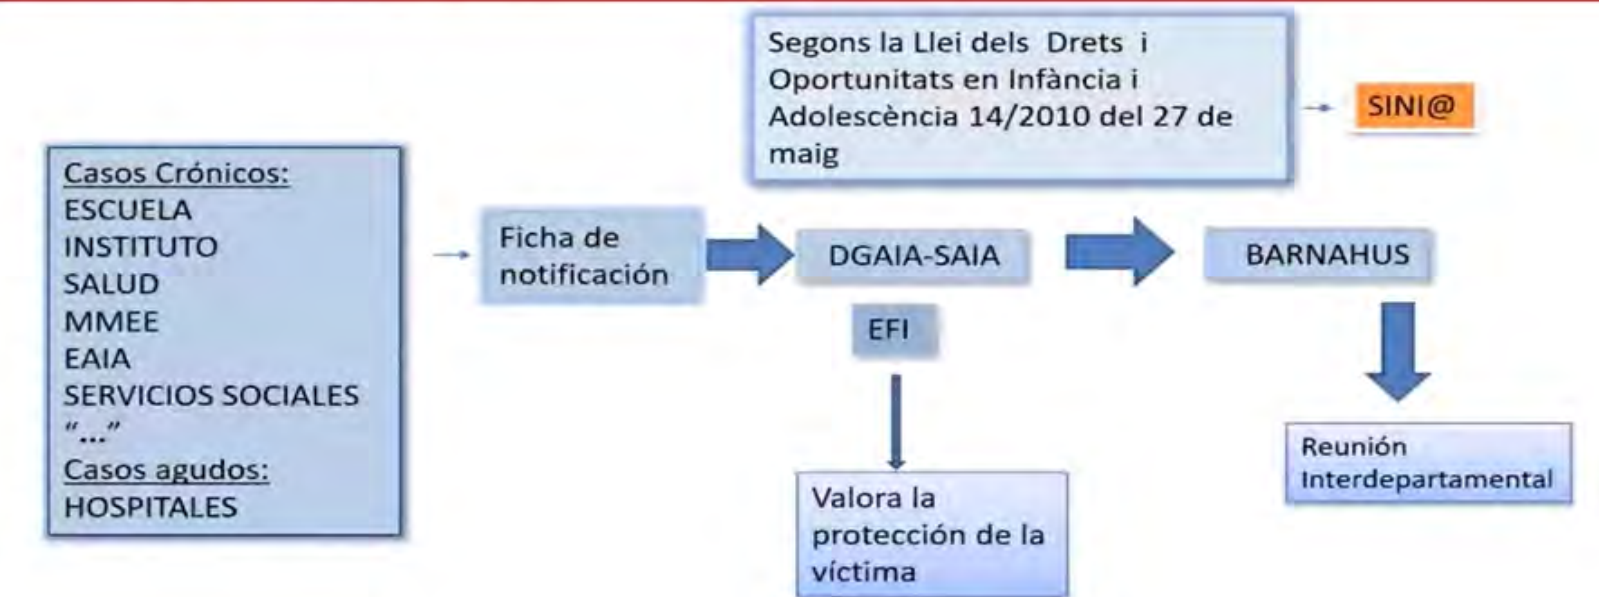 Segons la Llei dels Drets i
Oportunitats en Infància i
Adolescència 14/2010 del 27 de
maig
SINI@
Casos Crónicos:
ESCUELA
INSTITUTO
SALUD
MMEE
EAIA
SERVICIOS SOCIALES
"..."
Casos agudos:
HOSPITALES
Ficha de
notificación
DGAIA-SAIA
EFI
Valora la
protección de la
víctima
BARNAHUS
Reunión
Interdepartamental